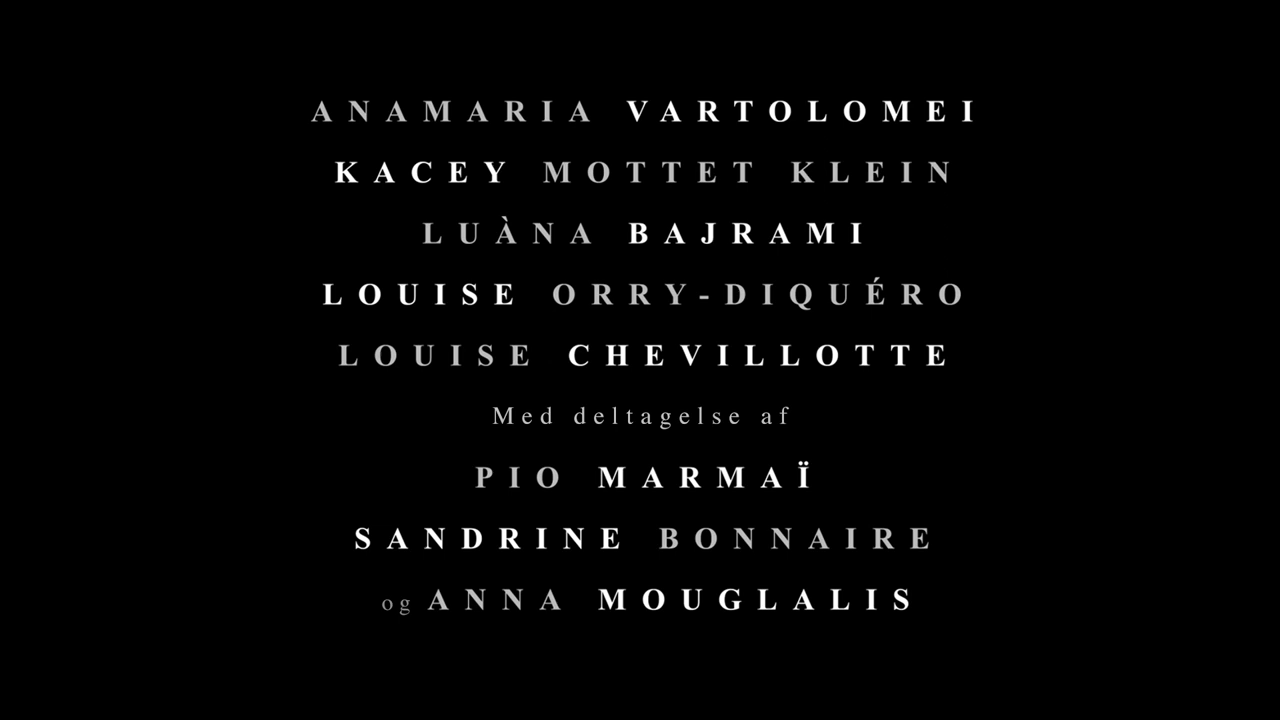 ANAMARIA VARTOLOMEI
KACEY MOTTET KLEIN
LUÀNA BAJRAMI
LOUISE ORRY-DIQUÉRO
LOUISE CHEVILLOTTE
Med deltagelse af
PIO MARMAÏ
SANDRINE BONNAIRE
og ANNA MOUGLALIS